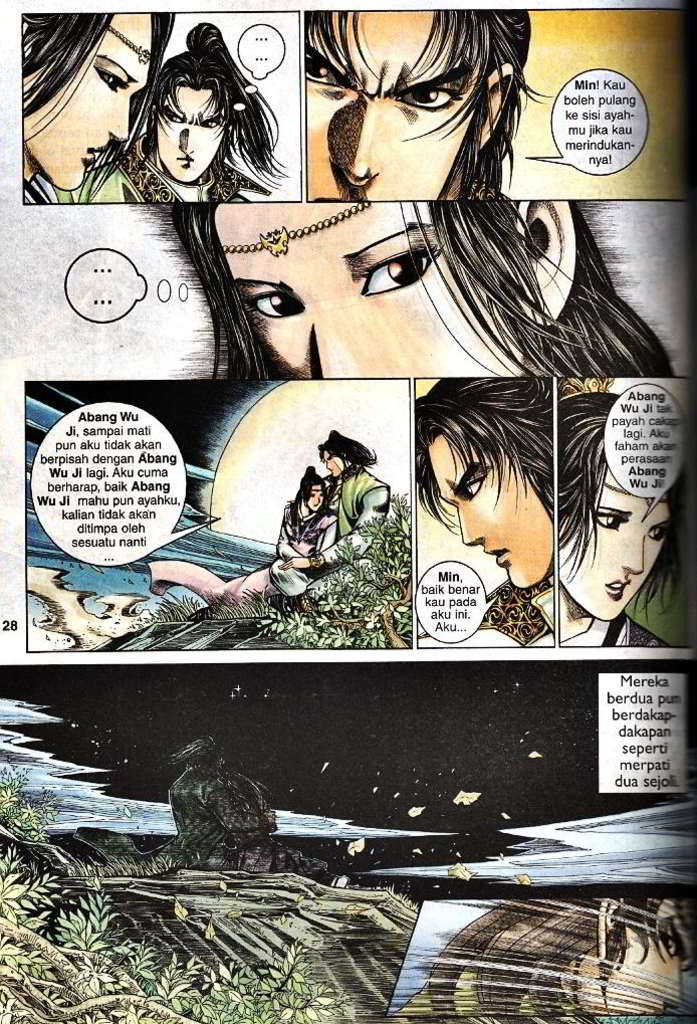 ...
...
Min! Kau
boleh pulang
ke sisi ayah-
mu jika kau
merindukan-
nya!
...
...
Abang Wu
Ji, sampai mati
pun aku tidak akan
berpisah dengan Abang
Wu Ji lagi. Aku cuma
berharap, baik Abang
Wu Ji mahu pun ayahku,
kalian tidak akan
ditimpa oleh
sesuatu nanti
...
Min,
baik benar
kau pada
aku ini.
Aku...
Abang
Wu Ji tak
payah cakap
lagi. Aku
faham akan
perasaan
Abang
Wu Ji!
28
Mereka
berdua pun
berdakap-
dakapan
seperti
merpati
dua sejoli.